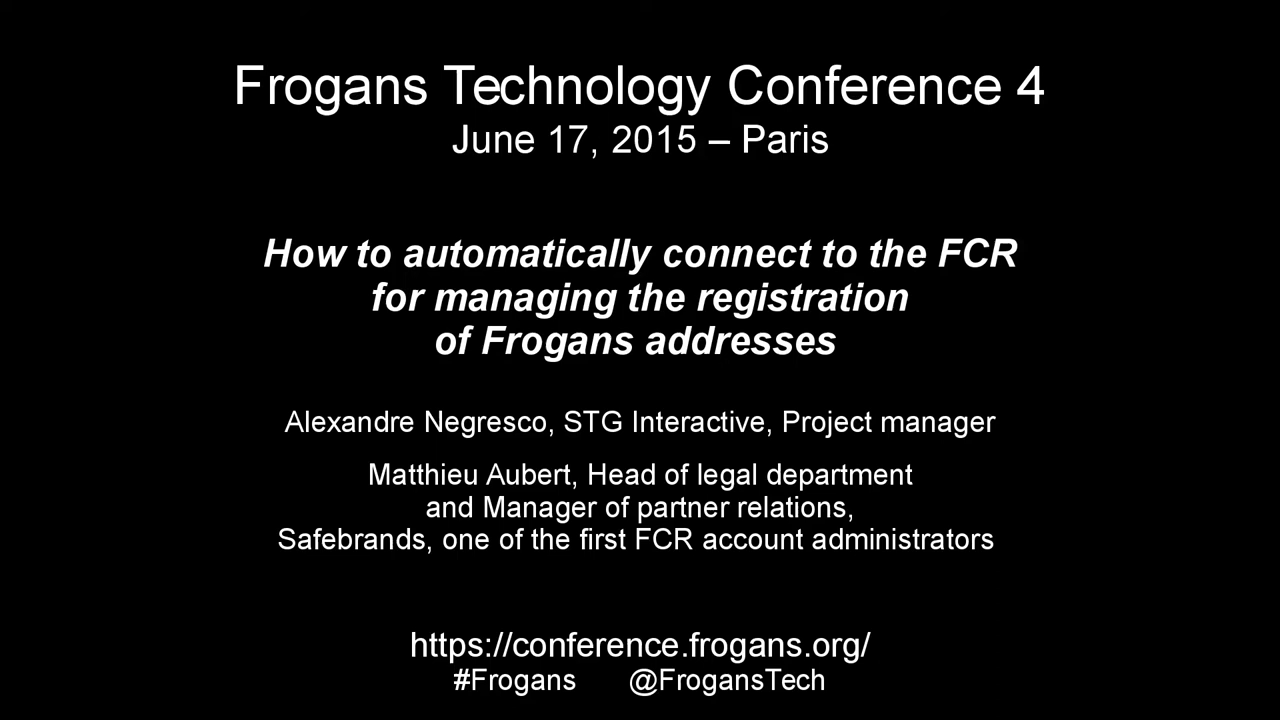 Frogans Technology Conference 4
June 17, 2015 – Paris
How to automatically connect to the FCR
for managing the registration
of Frogans addresses
Alexandre Negresco, STG Interactive, Project manager
Matthieu Aubert, Head of legal department
and Manager of partner relations,
Safebrands, one of the first FCR account administrators
https://conference.frogans.org/
#Frogans @FrogansTech